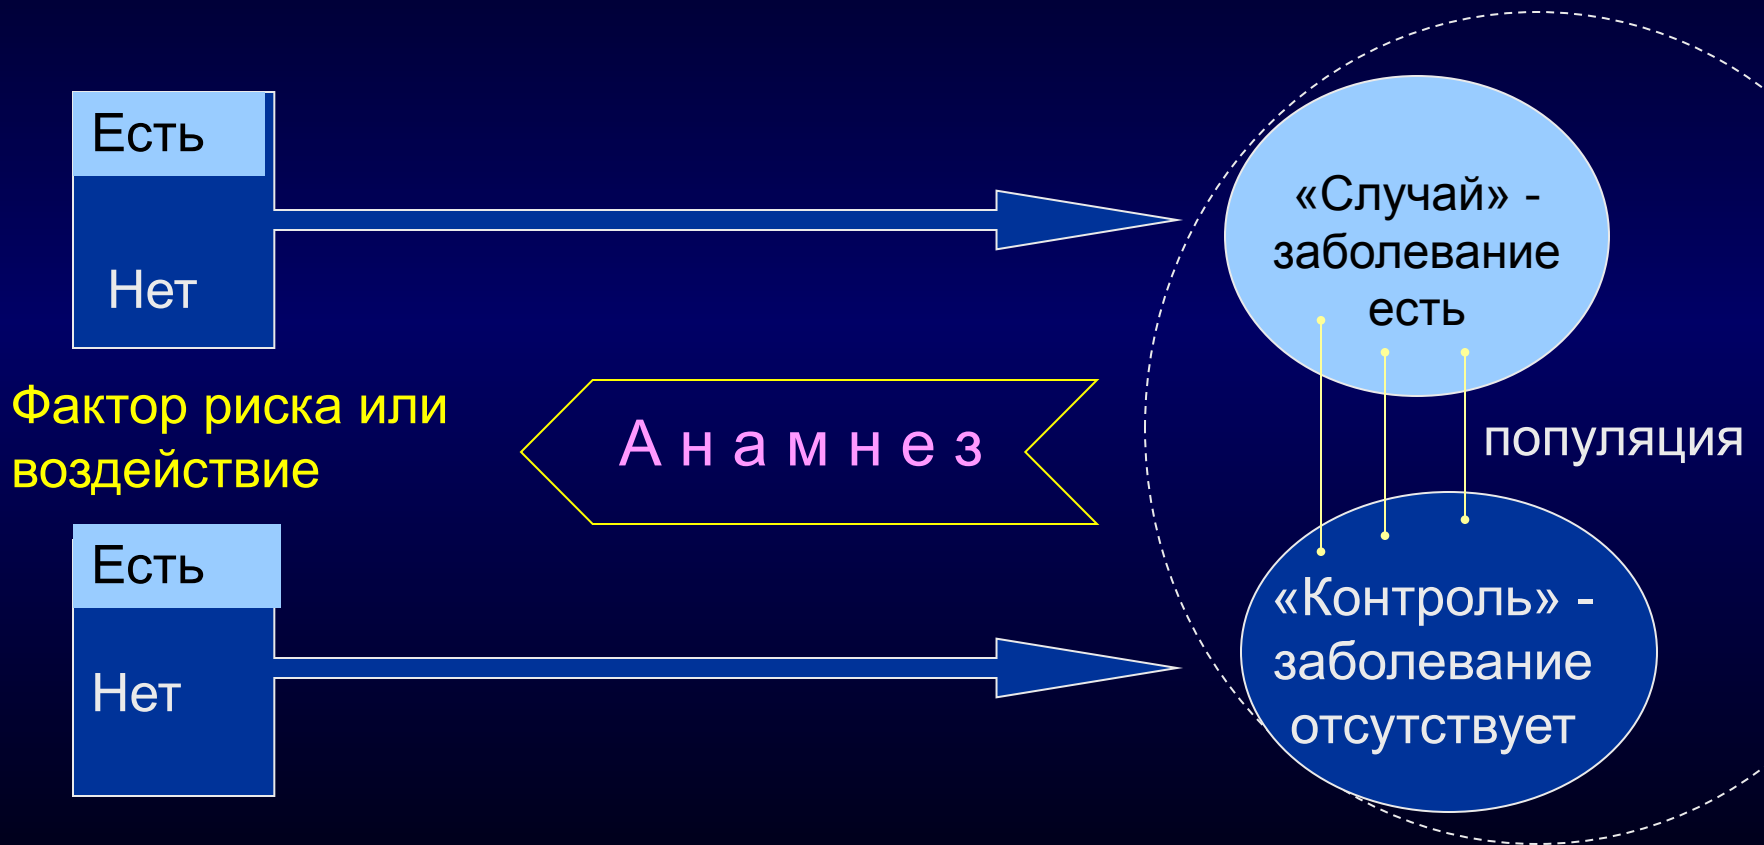 Есть
Нет
Фактор риска или
воздействие
Есть
Нет
А н а м н е з
«Случай» -
заболевание
есть
популяция
«Контроль» -
заболевание
отсутствует